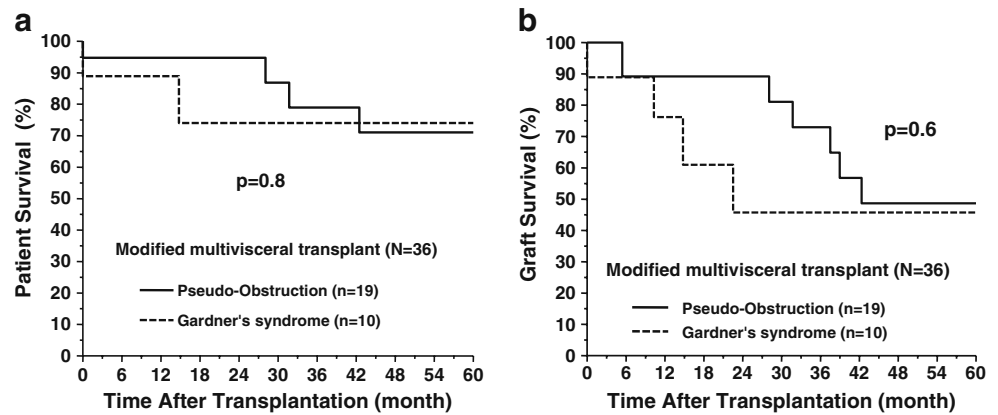 a
Patient Survival (%)
100
90
80
70
60
50
40
30
20
10
0
p=0.8
Modified multivisceral transplant (N=36)
Pseudo-Obstruction (n=19)
Gardner's syndrome (n=10)
0 6 12 18 24 30 36 42 48 54 60
Time After Transplantation (month)
b
Graft Survival (%)
100
90
80
70
60
50
40
30
20
10
0
p=0.6
Modified multivisceral transplant (N=36)
Pseudo-Obstruction (n=19)
Gardner's syndrome (n=10)
0 6 12 18 24 30 36 42 48 54 60
Time After Transplantation (month)